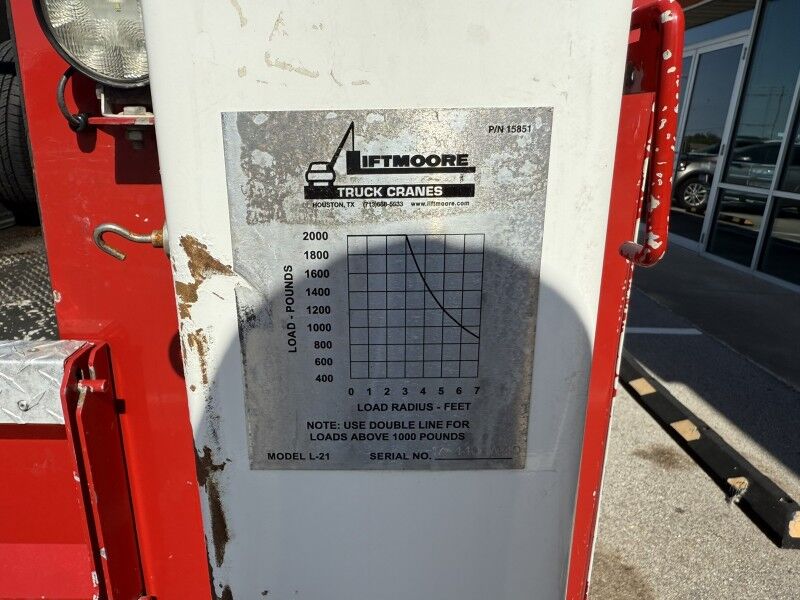 P/N 15851
LIFTMOORE
TRUCK CRANES
HOUSTON, TX (713)688-5533 www.liftmoore.com
LOAD - POUNDS
2000
1800
1600
1400
1200
1000
800
600
400
0 1 2 3 4 5 6 7
LOAD RADIUS - FEET
NOTE: USE DOUBLE LINE FOR
LOADS ABOVE 1000 POUNDS
MODEL L-21 SERIAL NO.